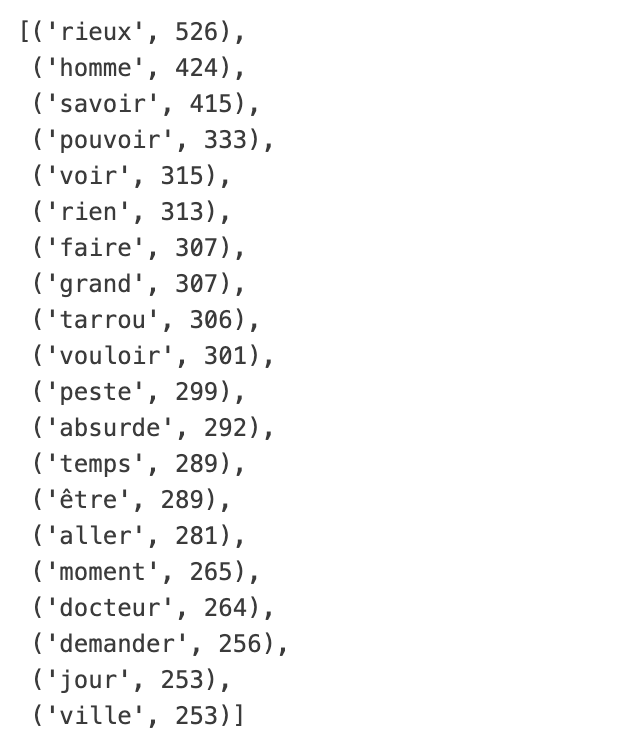 [('rieux', 526),
('homme', 424),
('savoir', 415),
('pouvoir', 333),
('voir', 315),
('rien', 313),
('faire', 307),
('grand', 307),
('tarrou', 306),
('vouloir', 301),
('peste', 299),
('absurde', 292),
('temps', 289),
('être', 289),
('aller', 281),
('moment', 265),
('docteur', 264),
('demander', 256),
('jour', 253),
('ville', 253)]